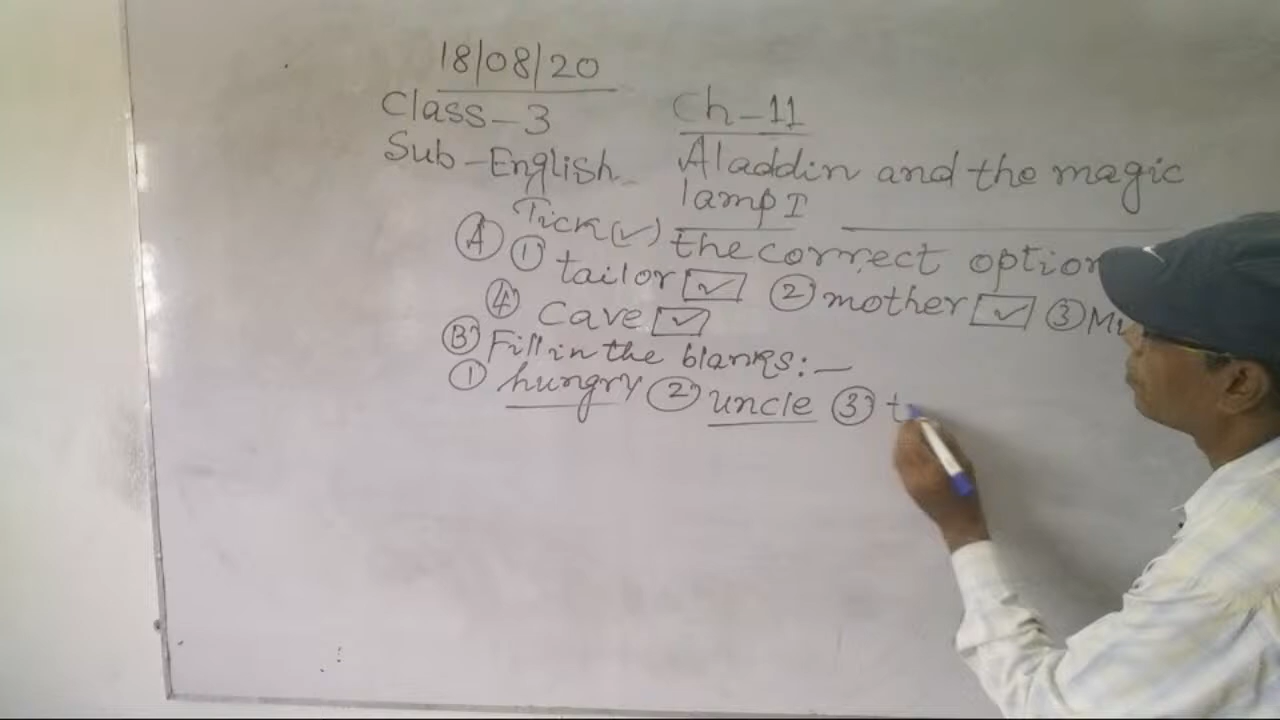 18/08/20
Class-3
Sub-English
Ch-11
Aladdin and the magic
lamp I
A Tick(✓) the correct option
1 tailor ✓ 2 mother ✓ 3
4 Cave ✓
B Fill in the blanks:-
1 hungry 2 uncle 3 t